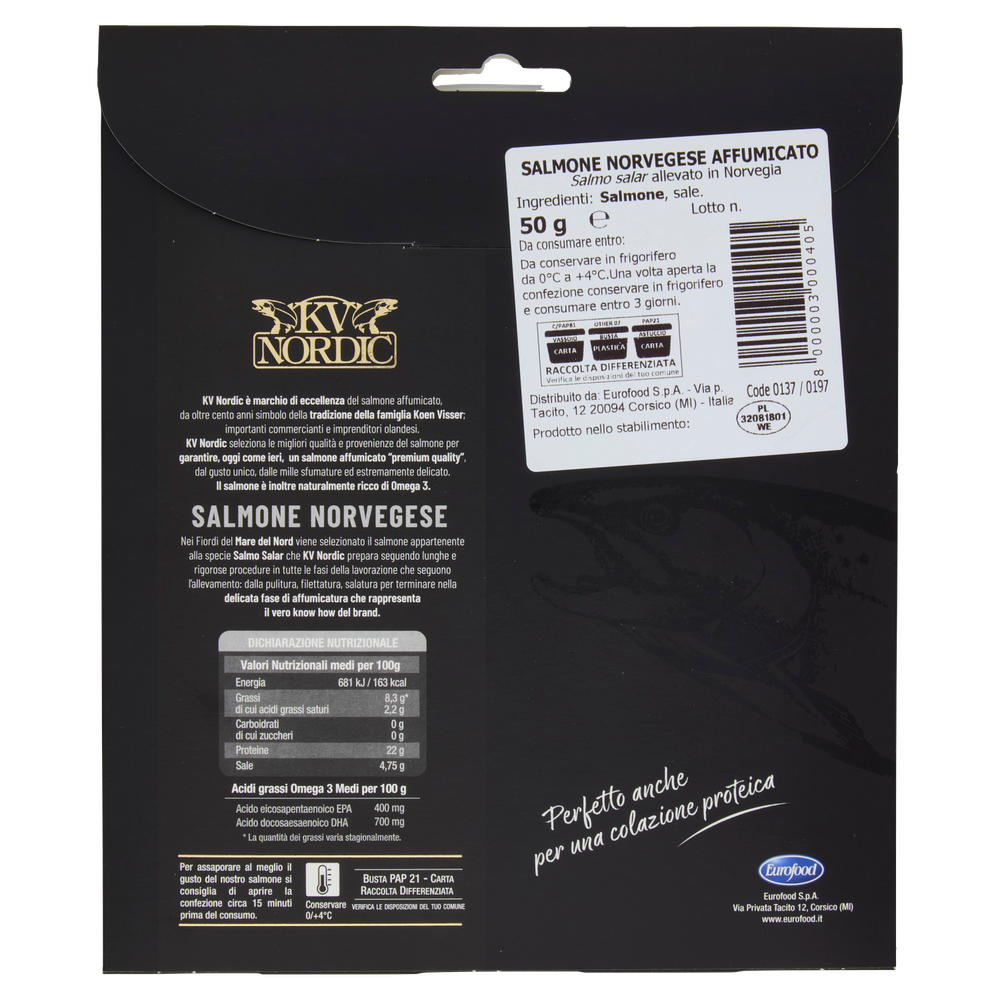 SALMONE NORVEGESE AFFUMICATO
Salmo salar allevato in Norvegia
Ingredienti: Salmone, sale.
Lotto n.
50 g ℮
Da consumare entro:
Da conservare in frigorifero
da 0°C a +4°C.Una volta aperta la
confezione conservare in frigorifero
e consumare entro 3 giorni.
C/PAP81 OTHER 07 PAP21
VASSOIO BUSTA ASTUCCIO
CARTA PLASTICA CARTA
RACCOLTA DIFFERENZIATA
Verifica le disposizioni del tuo comune
8 000003 000405
Distribuito da: Eurofood S.p.A. - Via p.
Tacito, 12 20094 Corsico (MI) - Italia
Prodotto nello stabilimento:
Code 0137 / 0197
PL
32081801
WE
KV
NORDIC
KV Nordic è marchio di eccellenza del salmone affumicato,
da oltre cento anni simbolo della tradizione della famiglia Koen Visser:
importanti commercianti e imprenditori olandesi.
KV Nordic seleziona le migliori qualità e provenienze del salmone per
garantire, oggi come ieri, un salmone affumicato “premium quality”,
dal gusto unico, dalle mille sfumature ed estremamente delicato.
Il salmone è inoltre naturalmente ricco di Omega 3.
SALMONE NORVEGESE
Nei Fiordi del Mare del Nord viene selezionato il salmone appartenente
alla specie Salmo Salar che KV Nordic prepara seguendo lunghe e
rigorose procedure in tutte le fasi della lavorazione che seguono
l'allevamento: dalla pulitura, filettatura, salatura per terminare nella
delicata fase di affumicatura che rappresenta
il vero know how del brand.
DICHIARAZIONE NUTRIZIONALE
Valori Nutrizionali medi per 100g
Energia 681 kJ / 163 kcal
Grassi 8,3 g*
di cui acidi grassi saturi 2,2 g
Carboidrati 0 g
di cui zuccheri 0 g
Proteine 22 g
Sale 4,75 g
Acidi grassi Omega 3 Medi per 100 g
Acido eicosapentaenoico EPA 400 mg
Acido docosaesaenoico DHA 700 mg
* La quantità dei grassi varia stagionalmente.
Per assaporare al meglio il
gusto del nostro salmone si
consiglia di aprire la
confezione circa 15 minuti
prima del consumo.
Conservare
0/+4°C
BUSTA PAP 21 - CARTA
RACCOLTA DIFFERENZIATA
VERIFICA LE DISPOSIZIONI DEL TUO COMUNE
Perfetto anche
per una colazione proteica
Eurofood
Eurofood S.p.A.
Via Privata Tacito 12, Corsico (MI)
www.eurofood.it